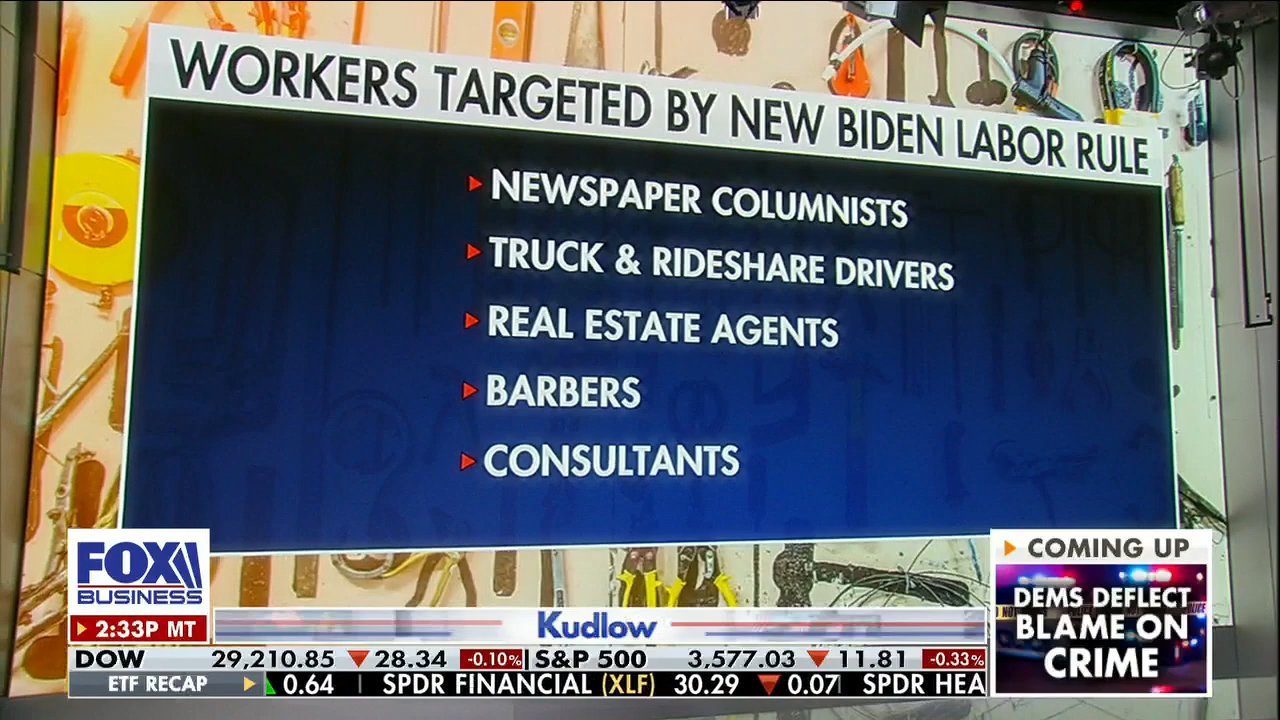 WORKERS TARGETED BY NEW BIDEN LABOR RULE
NEWSPAPER COLUMNISTS
TRUCK & RIDESHARE DRIVERS
REAL ESTATE AGENTS
BARBERS
CONSULTANTS
FOX
BUSINESS
2:33P MT
Kudlow
COMING UP
DEMS DEFLECT
BLAME ON
CRIME
DOW 29,210.85 28.34 -0.10% S&P 500 3,577.03 11.81 -0.33%
ETF RECAP 0.64 SPDR FINANCIAL (XLF) 30.29 0.07 SPDR HEA